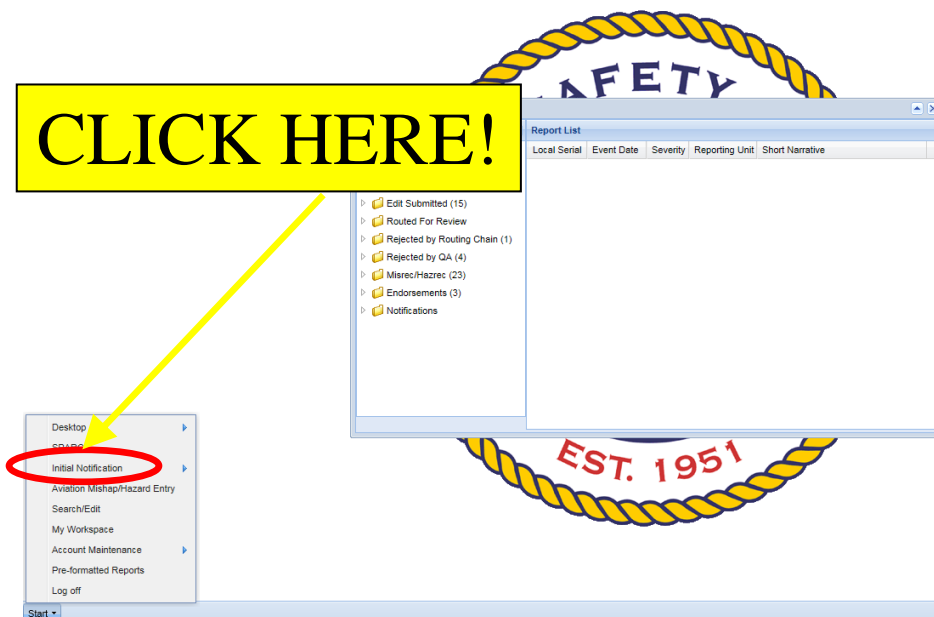 SAFETY
CLICK HERE!
Report List
Local Serial Event Date Severity Reporting Unit Short Narrative
Edit Submitted (15)
Routed For Review
Rejected by Routing Chain (1)
Rejected by QA (4)
Misrec/Hazrec (23)
Endorsements (3)
Notifications
EST. 1951
Desktop
Initial Notification
Aviation Mishap/Hazard Entry
Search/Edit
My Workspace
Account Maintenance
Pre-formatted Reports
Log off
Start